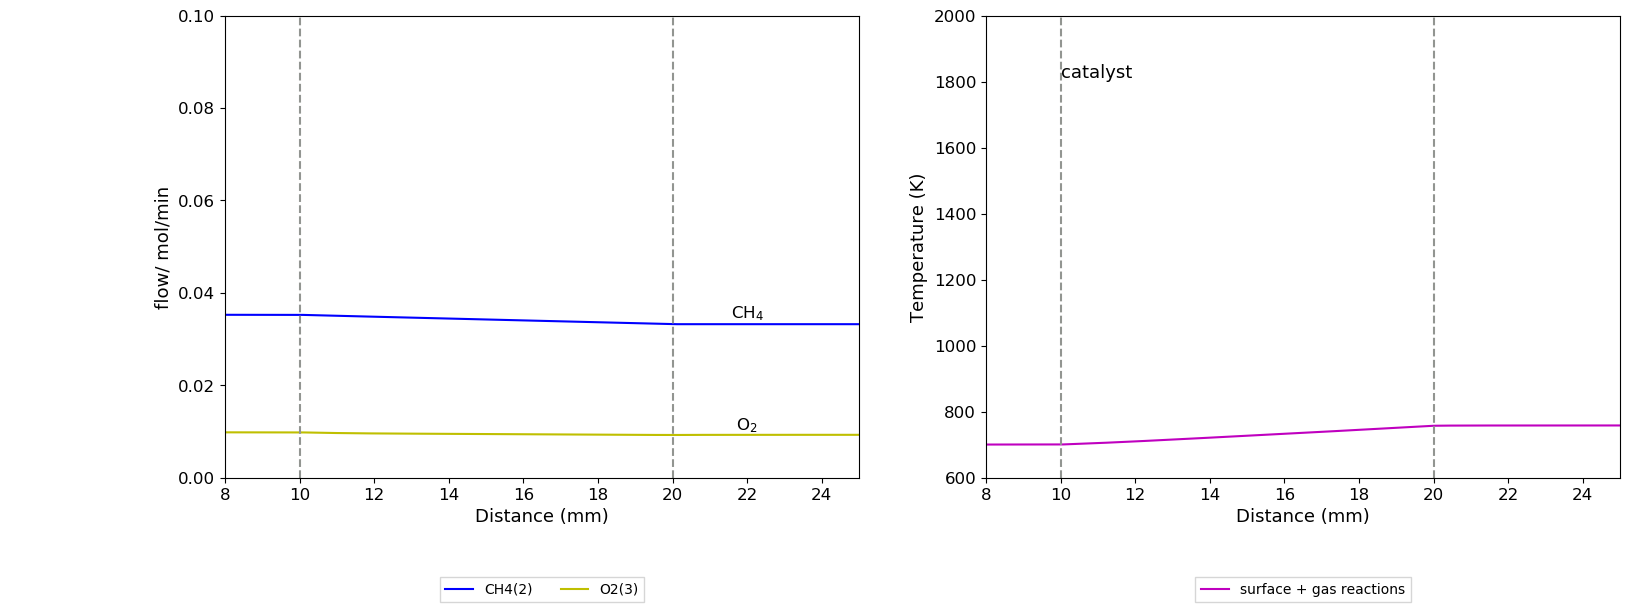 0.10
0.08
0.06
0.04
0.02
0.00
flow/ mol/min
CH₄
O₂
8 10 12 14 16 18 20 22 24
Distance (mm)
CH4(2) O2(3)
2000
1800
1600
1400
1200
1000
800
600
Temperature (K)
catalyst
8 10 12 14 16 18 20 22 24
Distance (mm)
surface + gas reactions